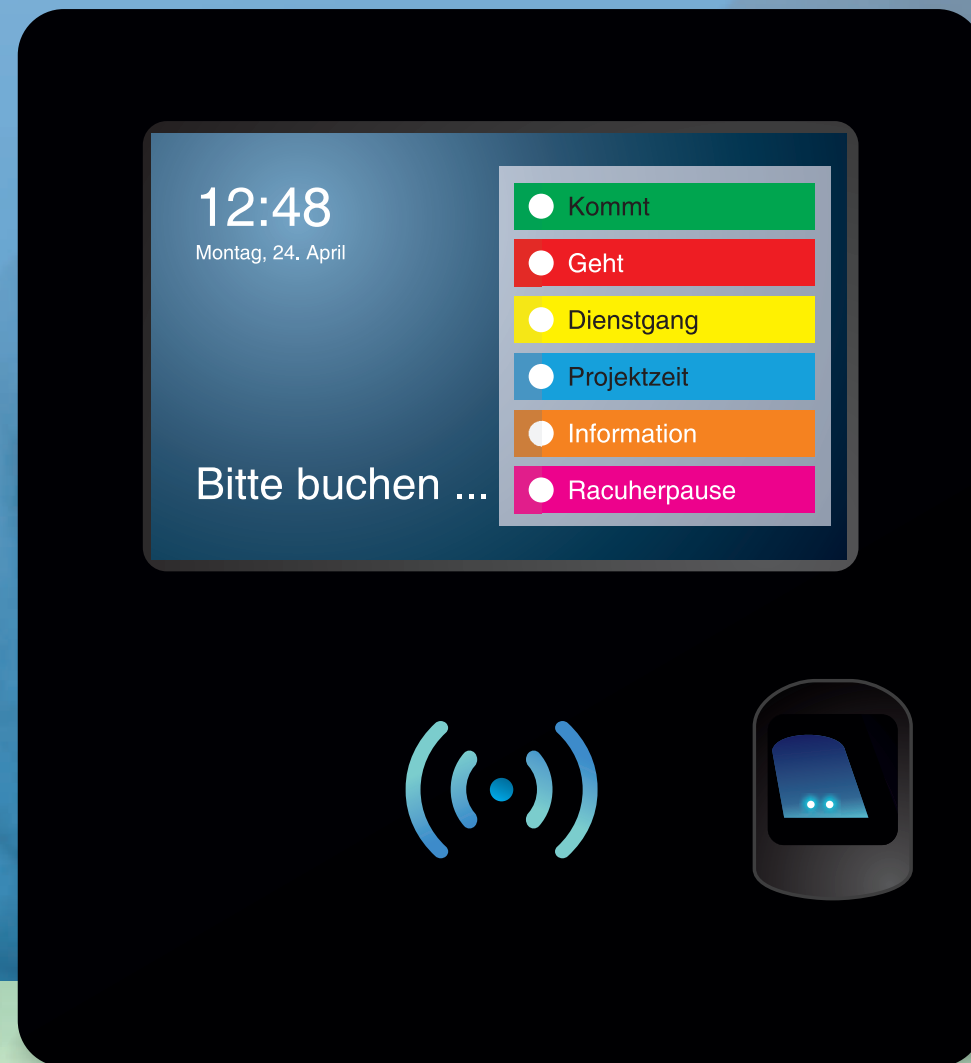 12:48
Montag, 24. April
Bitte buchen ...
Kommt
Geht
Dienstgang
Projektzeit
Information
Racuherpause